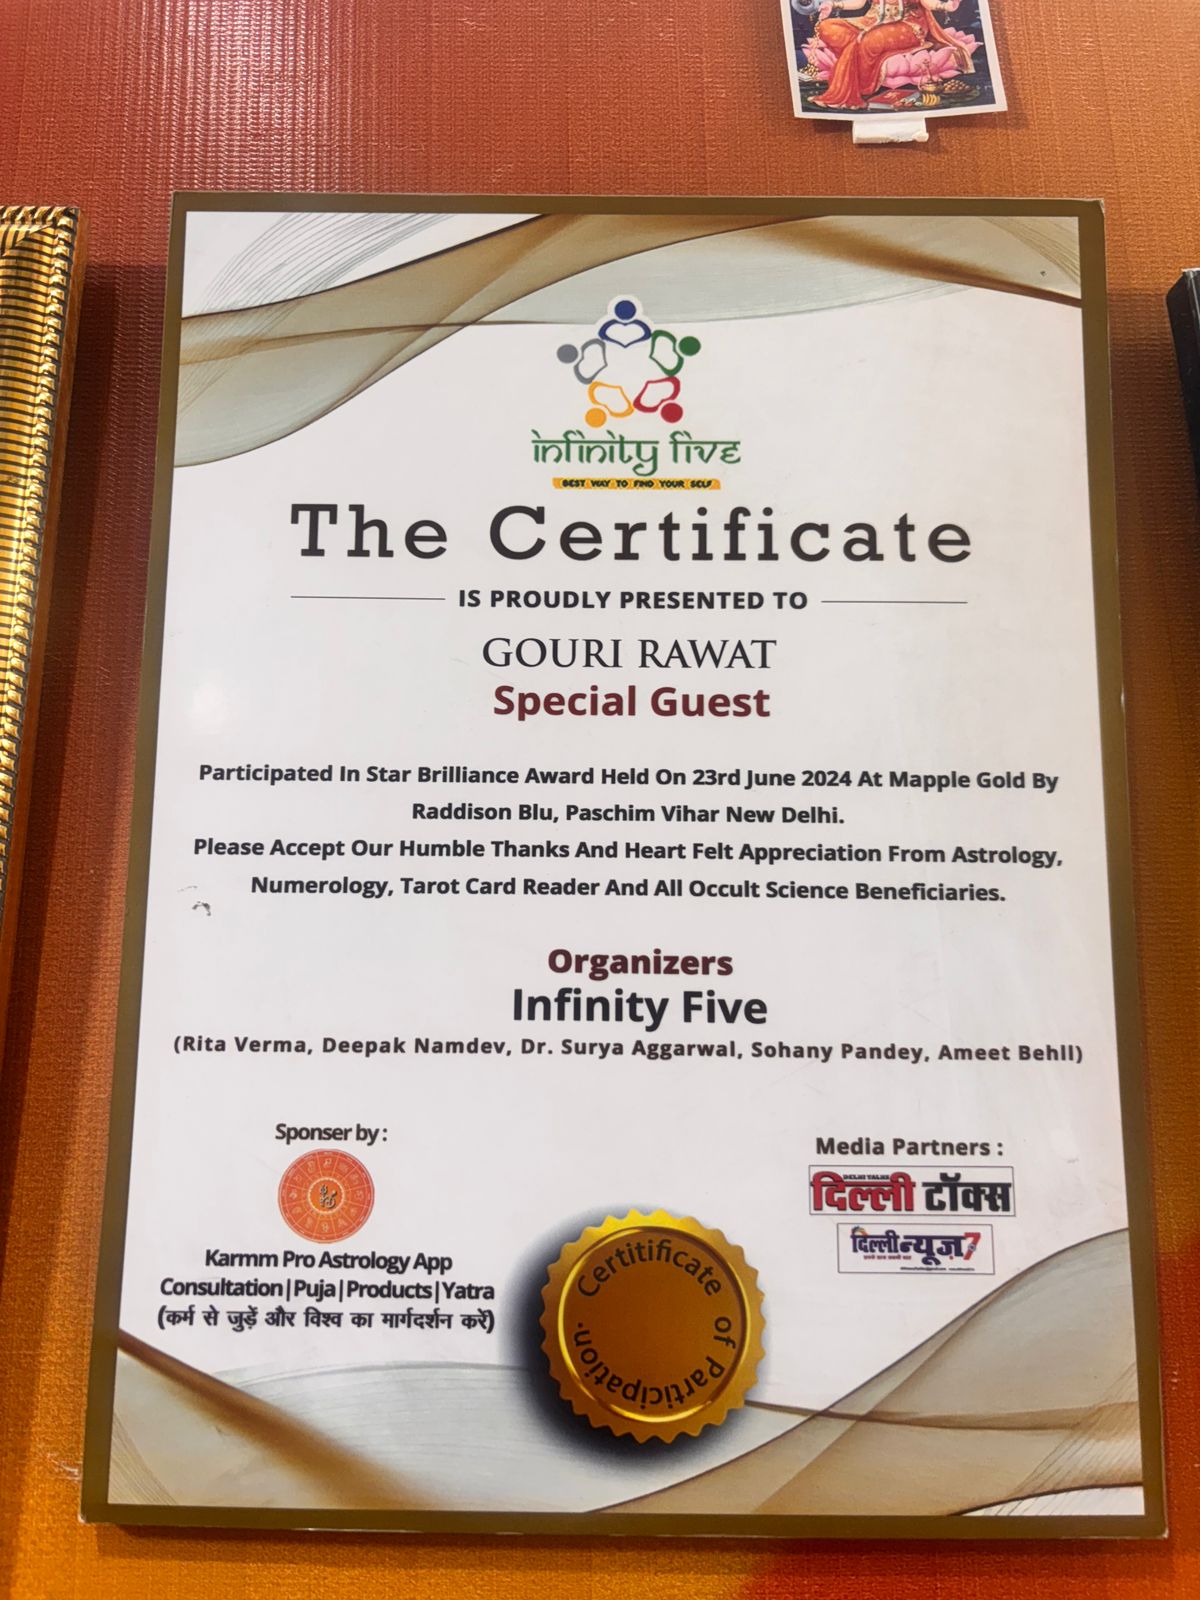 infinity five
BEST WAY TO FIND YOUR SELF
The Certificate
IS PROUDLY PRESENTED TO
GOURI RAWAT
Special Guest
Participated In Star Brilliance Award Held On 23rd June 2024 At Mapple Gold By
Raddison Blu, Paschim Vihar New Delhi.
Please Accept Our Humble Thanks And Heart Felt Appreciation From Astrology,
Numerology, Tarot Card Reader And All Occult Science Beneficiaries.
Organizers
Infinity Five
(Rita Verma, Deepak Namdev, Dr. Surya Aggarwal, Sohany Pandey, Ameet Behll)
Sponser by :
Karmm Pro Astrology App
Consultation|Puja|Products|Yatra
(कर्म से जुड़ें और विश्व का मार्गदर्शन करें)
Media Partners :
DELHI TALKS
दिल्ली टॉक्स
दिल्ली न्यूज़7
Certitificate of Participation.